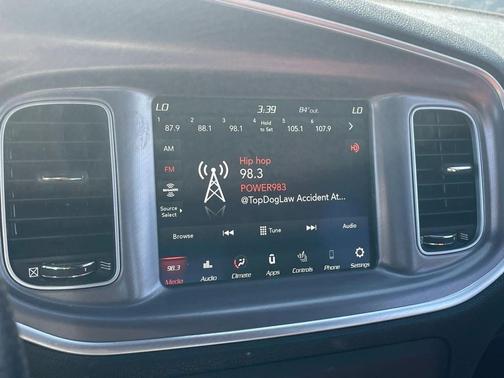 LO 3:39 84°out. LO
1 2 3 4 5 6
87.9 88.1 98.1 Hold to Set 105.1 107.9
AM
FM
SiriusXM
Source Select
Hip hop
98.3
POWER983
@TopDogLaw Accident At...
Browse Tune Audio
98.3
Media Audio Climate Apps Controls Phone Settings